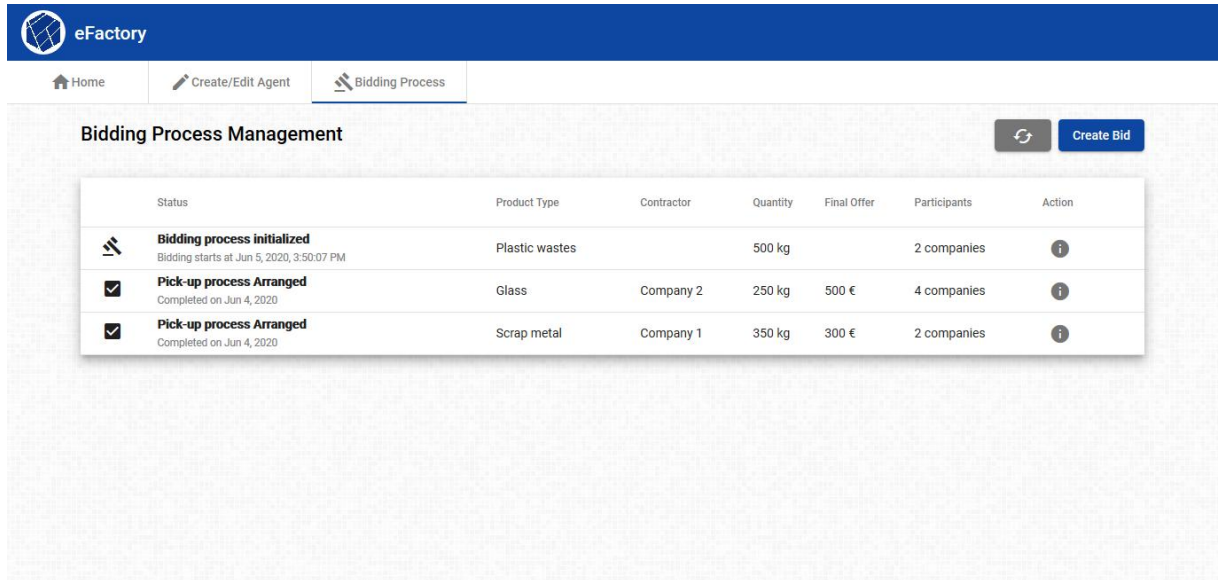 eFactory
Home Create/Edit Agent Bidding Process
Bidding Process Management
Create Bid
Status Product Type Contractor Quantity Final Offer Participants Action
Bidding process initialized
Bidding starts at Jun 5, 2020, 3:50:07 PM
Plastic wastes 500 kg 2 companies
Pick-up process Arranged
Completed on Jun 4, 2020
Glass Company 2 250 kg 500 € 4 companies
Pick-up process Arranged
Completed on Jun 4, 2020
Scrap metal Company 1 350 kg 300 € 2 companies